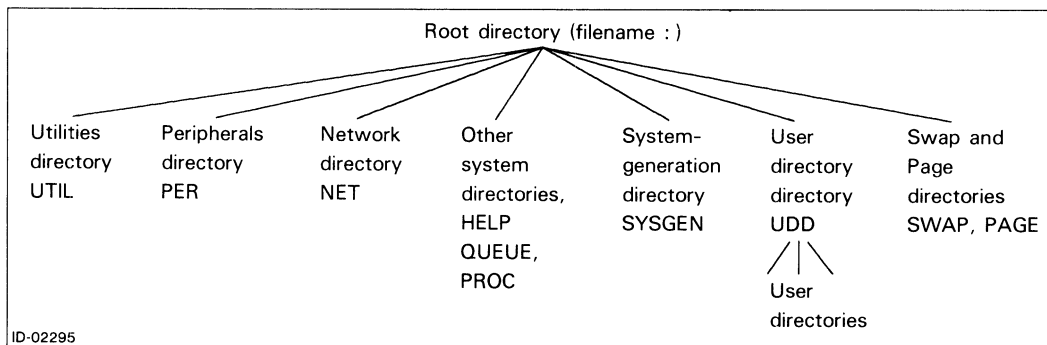 Root directory (filename : )
Utilities
directory
UTIL
Peripherals
directory
PER
Network
directory
NET
Other
system
directories,
HELP
QUEUE,
PROC
System-
generation
directory
SYSGEN
User
directory
directory
UDD
User
directories
Swap and
Page
directories
SWAP, PAGE
ID-02295